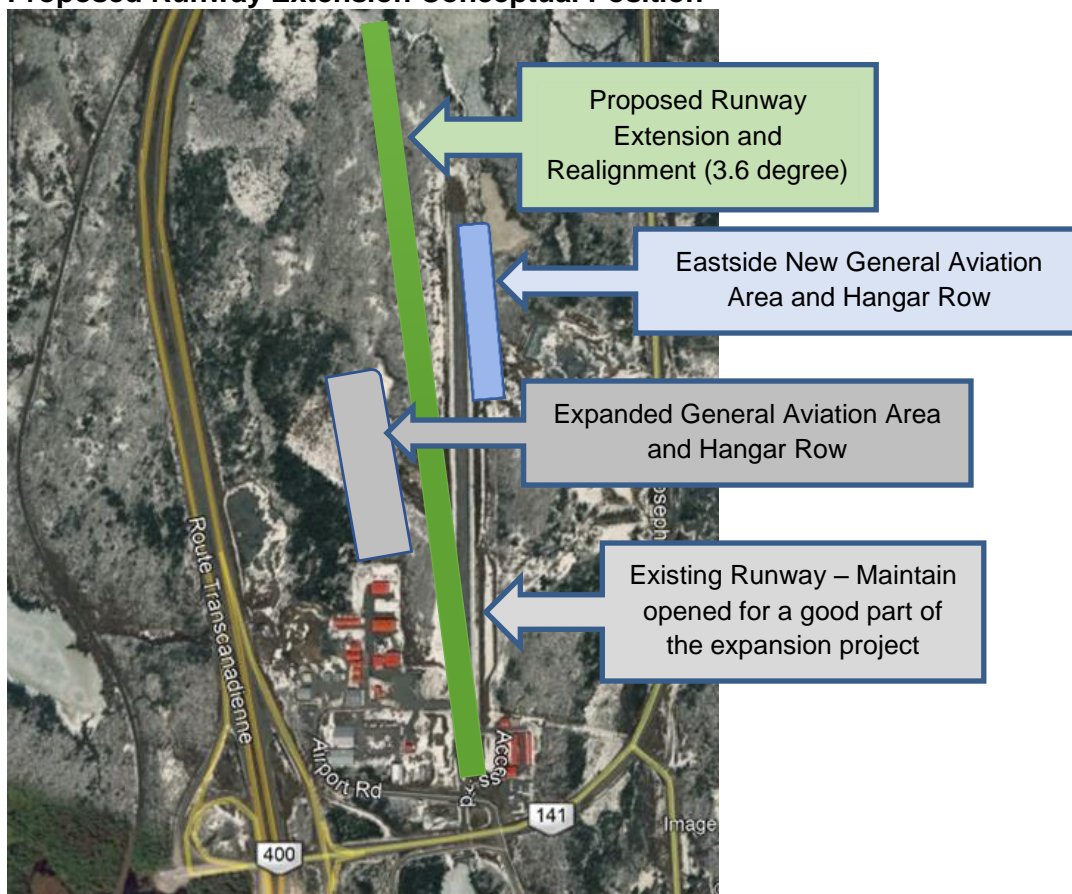 Proposed Runway Extension Conceptual Position
Proposed Runway
Extension and
Realignment (3.6 degree)
Eastside New General Aviation
Area and Hangar Row
Expanded General Aviation Area
and Hangar Row
Existing Runway – Maintain
opened for a good part of
the expansion project
Route Transcanadienne
Airport Rd
Access
rd
141
400
Image